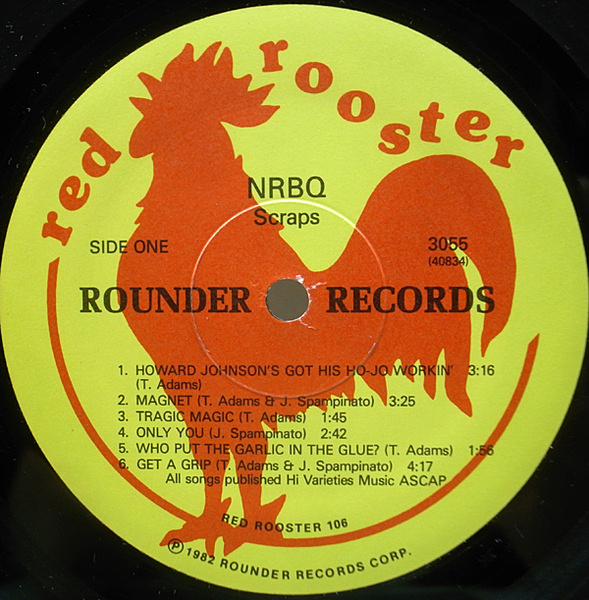 red rooster
NRBQ
Scraps
SIDE ONE
3055
(40834)
ROUNDER RECORDS
1. HOWARD JOHNSON'S GOT HIS HO-JO WORKIN' 3:16
(T. Adams)
2. MAGNET (T. Adams & J. Spampinato) 3:25
3. TRAGIC MAGIC (T. Adams) 1:45
4. ONLY YOU (J. Spampinato) 2:42
5. WHO PUT THE GARLIC IN THE GLUE? (T. Adams) 1:56
6. GET A GRIP (T. Adams & J. Spampinato) 4:17
All songs published Hi Varieties Music ASCAP
RED ROOSTER 106
℗ 1982 ROUNDER RECORDS CORP.